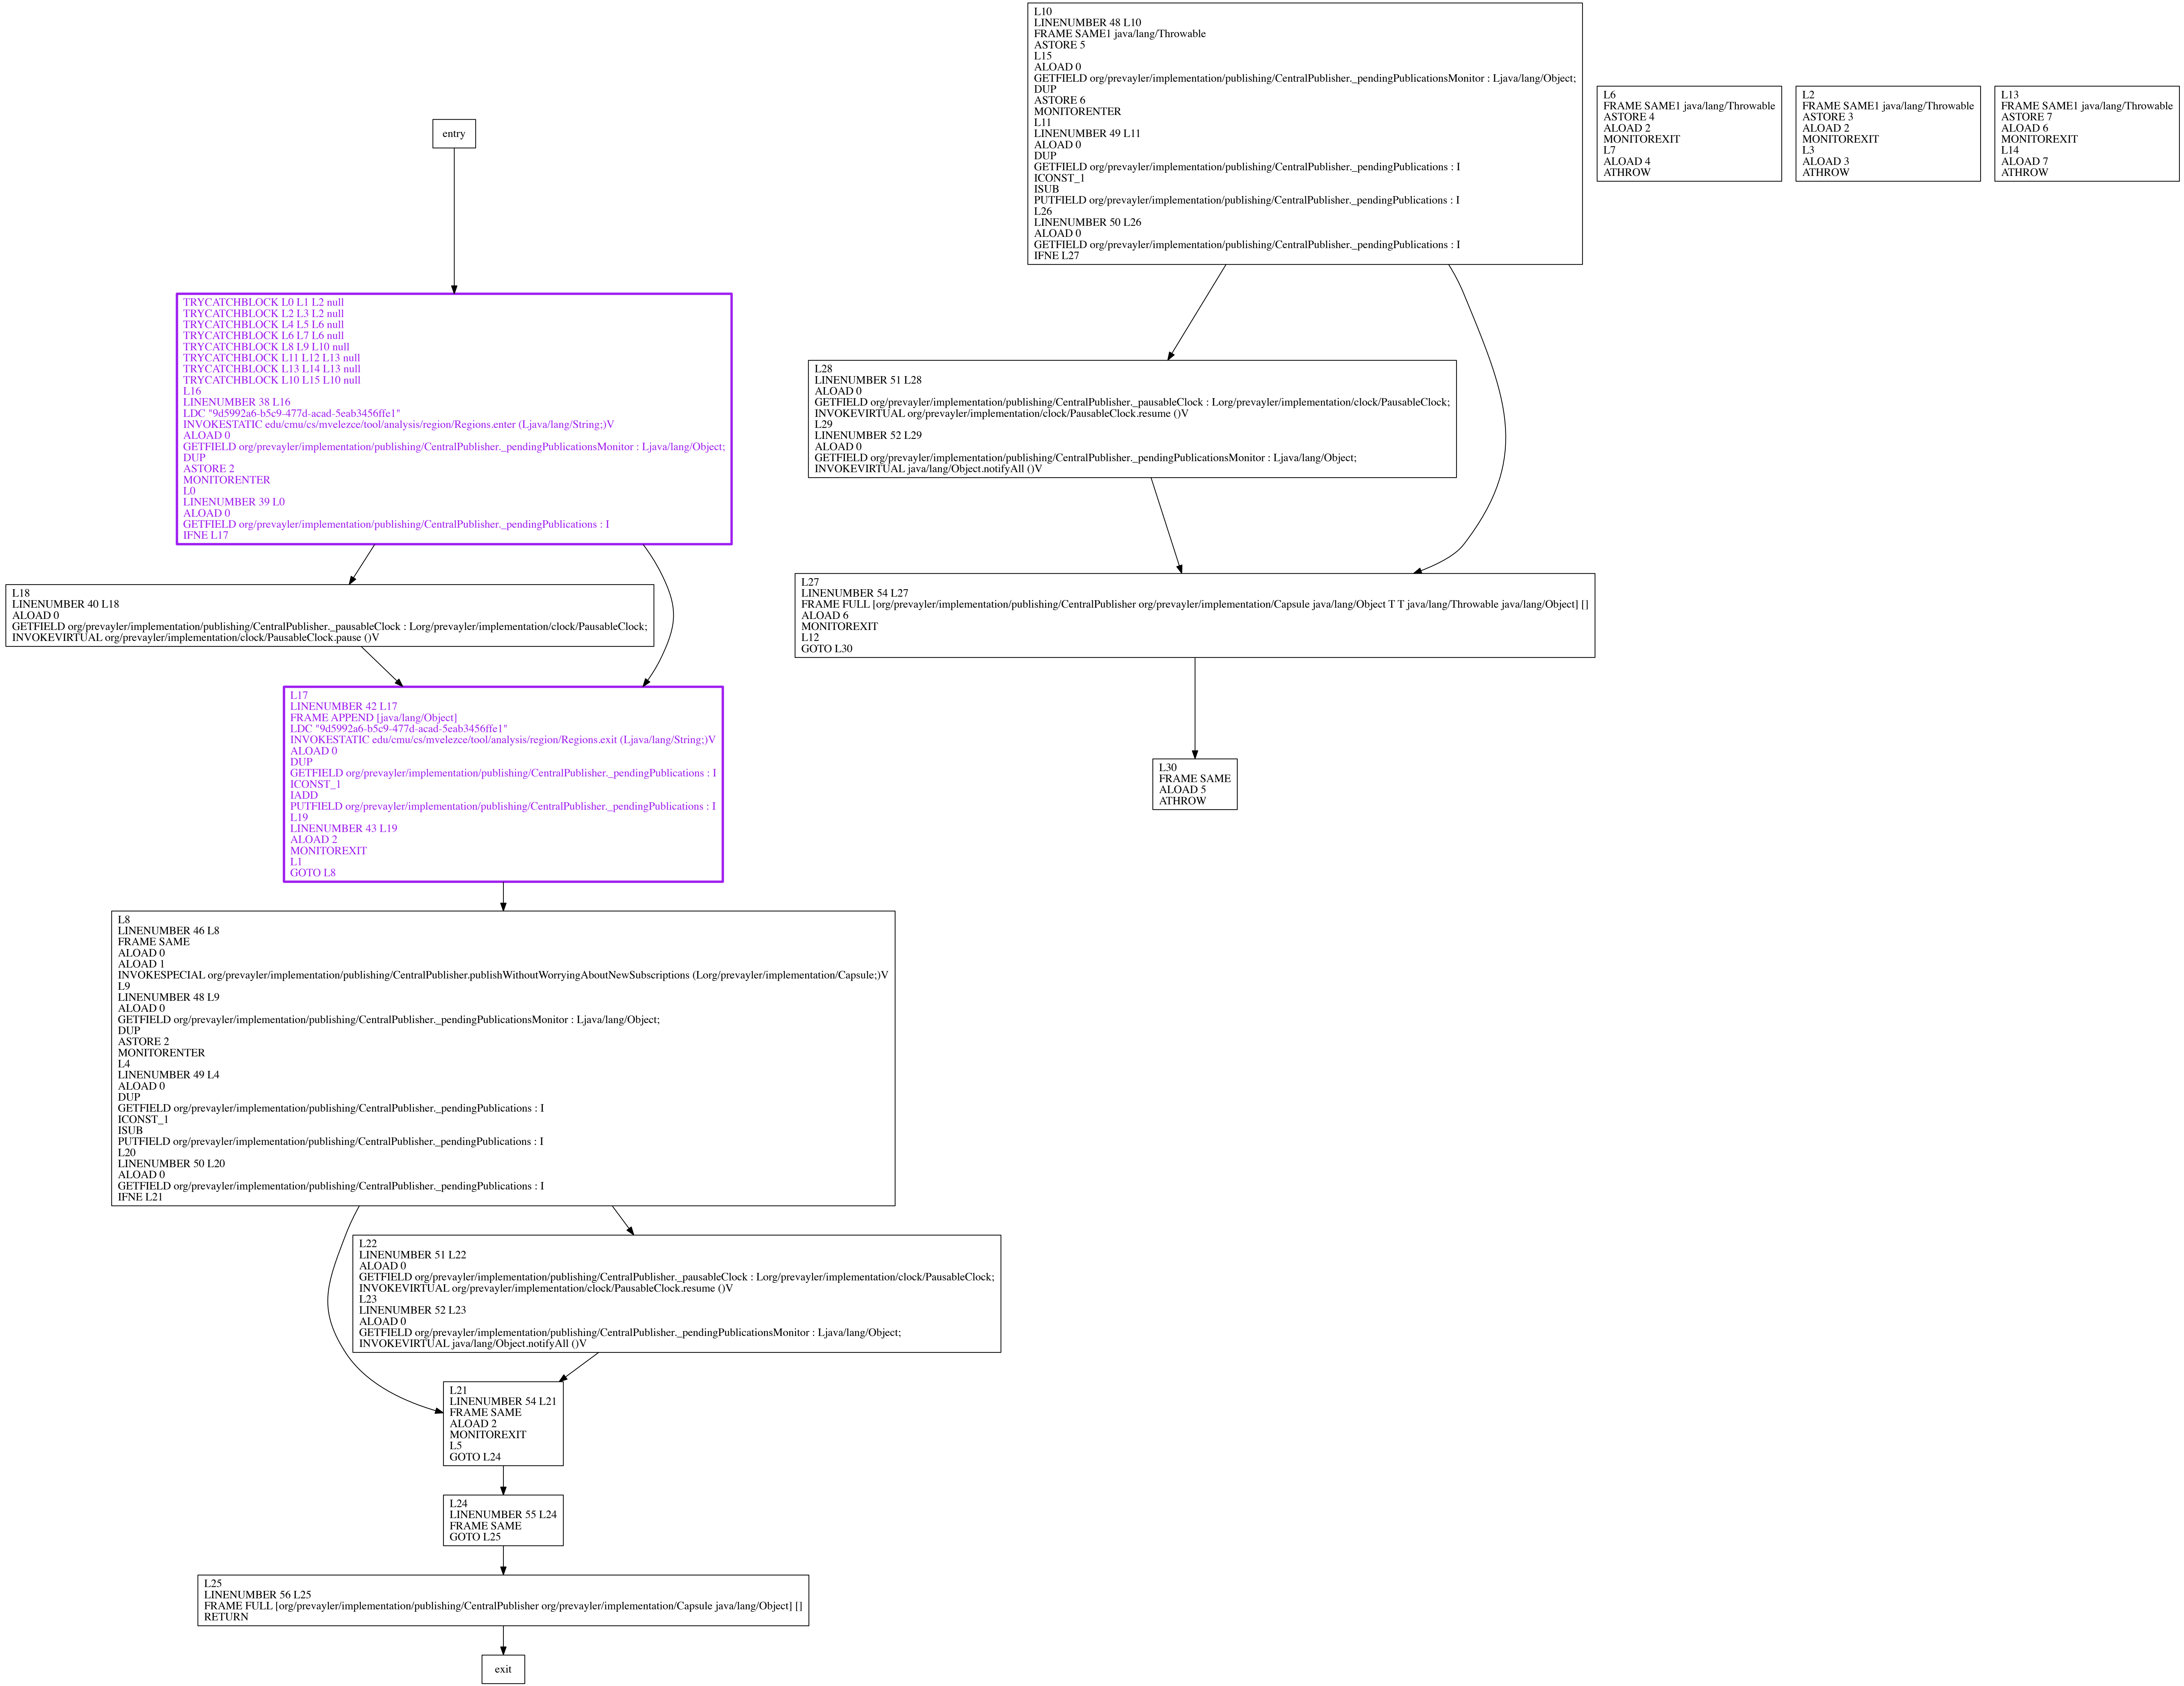 entry
TRYCATCHBLOCK L0 L1 L2 null
TRYCATCHBLOCK L2 L3 L2 null
TRYCATCHBLOCK L4 L5 L6 null
TRYCATCHBLOCK L6 L7 L6 null
TRYCATCHBLOCK L8 L9 L10 null
TRYCATCHBLOCK L11 L12 L13 null
TRYCATCHBLOCK L13 L14 L13 null
TRYCATCHBLOCK L10 L15 L10 null
L16
LINENUMBER 38 L16
LDC "9d5992a6-b5c9-477d-acad-5eab3456ffe1"
INVOKESTATIC edu/cmu/cs/mvelezce/tool/analysis/region/Regions.enter (Ljava/lang/String;)V
ALOAD 0
GETFIELD org/prevayler/implementation/publishing/CentralPublisher._pendingPublicationsMonitor : Ljava/lang/Object;
DUP
ASTORE 2
MONITORENTER
L0
LINENUMBER 39 L0
ALOAD 0
GETFIELD org/prevayler/implementation/publishing/CentralPublisher._pendingPublications : I
IFNE L17
L18
LINENUMBER 40 L18
ALOAD 0
GETFIELD org/prevayler/implementation/publishing/CentralPublisher._pausableClock : Lorg/prevayler/implementation/clock/PausableClock;
INVOKEVIRTUAL org/prevayler/implementation/clock/PausableClock.pause ()V
L17
LINENUMBER 42 L17
FRAME APPEND [java/lang/Object]
LDC "9d5992a6-b5c9-477d-acad-5eab3456ffe1"
INVOKESTATIC edu/cmu/cs/mvelezce/tool/analysis/region/Regions.exit (Ljava/lang/String;)V
ALOAD 0
DUP
GETFIELD org/prevayler/implementation/publishing/CentralPublisher._pendingPublications : I
ICONST_1
IADD
PUTFIELD org/prevayler/implementation/publishing/CentralPublisher._pendingPublications : I
L19
LINENUMBER 43 L19
ALOAD 2
MONITOREXIT
L1
GOTO L8
L8
LINENUMBER 46 L8
FRAME SAME
ALOAD 0
ALOAD 1
INVOKESPECIAL org/prevayler/implementation/publishing/CentralPublisher.publishWithoutWorryingAboutNewSubscriptions (Lorg/prevayler/implementation/Capsule;)V
L9
LINENUMBER 48 L9
ALOAD 0
GETFIELD org/prevayler/implementation/publishing/CentralPublisher._pendingPublicationsMonitor : Ljava/lang/Object;
DUP
ASTORE 2
MONITORENTER
L4
LINENUMBER 49 L4
ALOAD 0
DUP
GETFIELD org/prevayler/implementation/publishing/CentralPublisher._pendingPublications : I
ICONST_1
ISUB
PUTFIELD org/prevayler/implementation/publishing/CentralPublisher._pendingPublications : I
L20
LINENUMBER 50 L20
ALOAD 0
GETFIELD org/prevayler/implementation/publishing/CentralPublisher._pendingPublications : I
IFNE L21
L22
LINENUMBER 51 L22
ALOAD 0
GETFIELD org/prevayler/implementation/publishing/CentralPublisher._pausableClock : Lorg/prevayler/implementation/clock/PausableClock;
INVOKEVIRTUAL org/prevayler/implementation/clock/PausableClock.resume ()V
L23
LINENUMBER 52 L23
ALOAD 0
GETFIELD org/prevayler/implementation/publishing/CentralPublisher._pendingPublicationsMonitor : Ljava/lang/Object;
INVOKEVIRTUAL java/lang/Object.notifyAll ()V
L21
LINENUMBER 54 L21
FRAME SAME
ALOAD 2
MONITOREXIT
L5
GOTO L24
L24
LINENUMBER 55 L24
FRAME SAME
GOTO L25
L25
LINENUMBER 56 L25
FRAME FULL [org/prevayler/implementation/publishing/CentralPublisher org/prevayler/implementation/Capsule java/lang/Object] []
RETURN
exit
L10
LINENUMBER 48 L10
FRAME SAME1 java/lang/Throwable
ASTORE 5
L15
ALOAD 0
GETFIELD org/prevayler/implementation/publishing/CentralPublisher._pendingPublicationsMonitor : Ljava/lang/Object;
DUP
ASTORE 6
MONITORENTER
L11
LINENUMBER 49 L11
ALOAD 0
DUP
GETFIELD org/prevayler/implementation/publishing/CentralPublisher._pendingPublications : I
ICONST_1
ISUB
PUTFIELD org/prevayler/implementation/publishing/CentralPublisher._pendingPublications : I
L26
LINENUMBER 50 L26
ALOAD 0
GETFIELD org/prevayler/implementation/publishing/CentralPublisher._pendingPublications : I
IFNE L27
L28
LINENUMBER 51 L28
ALOAD 0
GETFIELD org/prevayler/implementation/publishing/CentralPublisher._pausableClock : Lorg/prevayler/implementation/clock/PausableClock;
INVOKEVIRTUAL org/prevayler/implementation/clock/PausableClock.resume ()V
L29
LINENUMBER 52 L29
ALOAD 0
GETFIELD org/prevayler/implementation/publishing/CentralPublisher._pendingPublicationsMonitor : Ljava/lang/Object;
INVOKEVIRTUAL java/lang/Object.notifyAll ()V
L27
LINENUMBER 54 L27
FRAME FULL [org/prevayler/implementation/publishing/CentralPublisher org/prevayler/implementation/Capsule java/lang/Object T T java/lang/Throwable java/lang/Object] []
ALOAD 6
MONITOREXIT
L12
GOTO L30
L30
FRAME SAME
ALOAD 5
ATHROW
L6
FRAME SAME1 java/lang/Throwable
ASTORE 4
ALOAD 2
MONITOREXIT
L7
ALOAD 4
ATHROW
L2
FRAME SAME1 java/lang/Throwable
ASTORE 3
ALOAD 2
MONITOREXIT
L3
ALOAD 3
ATHROW
L13
FRAME SAME1 java/lang/Throwable
ASTORE 7
ALOAD 6
MONITOREXIT
L14
ALOAD 7
ATHROW